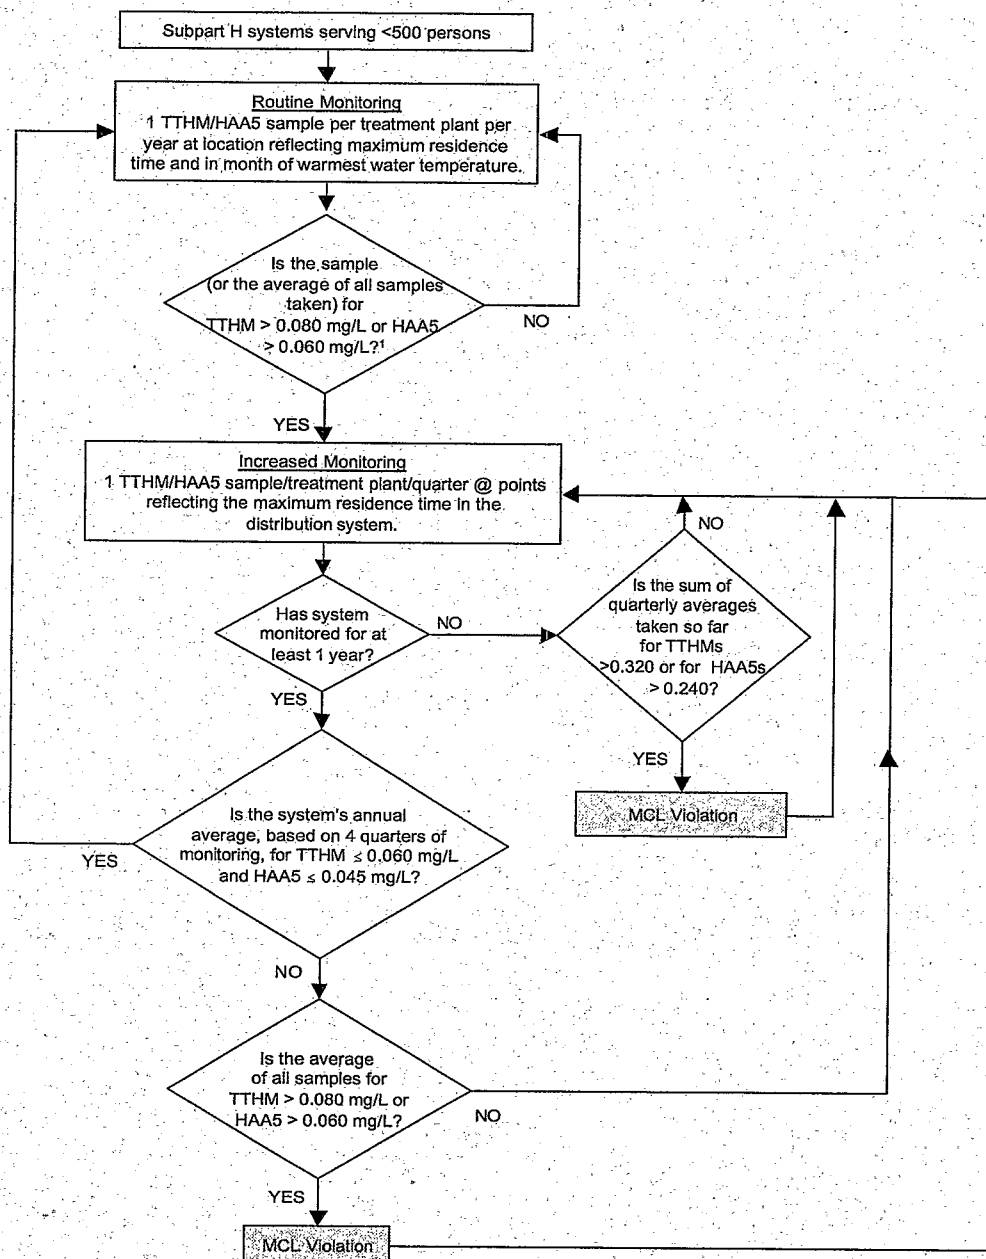 Subpart H systems serving <500 persons
Routine Monitoring
1 TTHM/HAA5 sample per treatment plant per
year at location reflecting maximum residence
time and in month of warmest water temperature.
Is the sample
(or the average of all samples
taken) for
TTHM > 0.080 mg/L or HAA5
> 0.060 mg/L?¹
NO
YES
Increased Monitoring
1 TTHM/HAA5 sample/treatment plant/quarter @ points
reflecting the maximum residence time in the
distribution system.
Has system
monitored for at
least 1 year?
NO
Is the sum of
quarterly averages
taken so far
for TTHMs
>0.320 or for HAA5s
> 0.240?
NO
YES
MCL Violation
YES
Is the system's annual
average, based on 4 quarters of
monitoring, for TTHM ≤ 0.060 mg/L
and HAA5 ≤ 0.045 mg/L?
YES
NO
Is the average
of all samples for
TTHM > 0.080 mg/L or
HAA5 > 0.060 mg/L?
NO
YES
MCL Violation